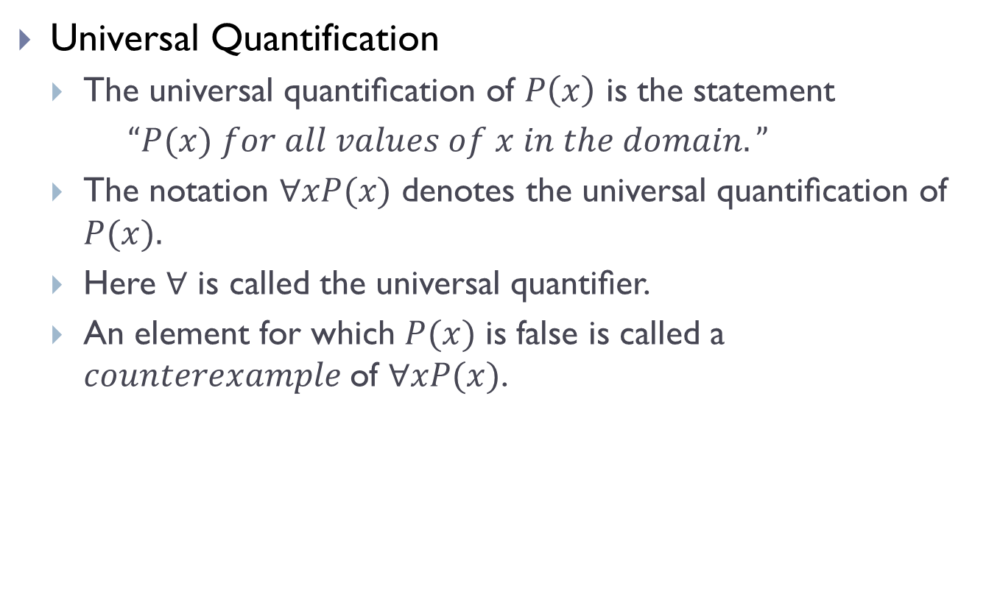 Universal Quantification
The universal quantification of P(x) is the statement
“P(x) for all values of x in the domain.”
The notation ∀xP(x) denotes the universal quantification of
P(x).
Here ∀ is called the universal quantifier.
An element for which P(x) is false is called a
counterexample of ∀xP(x).